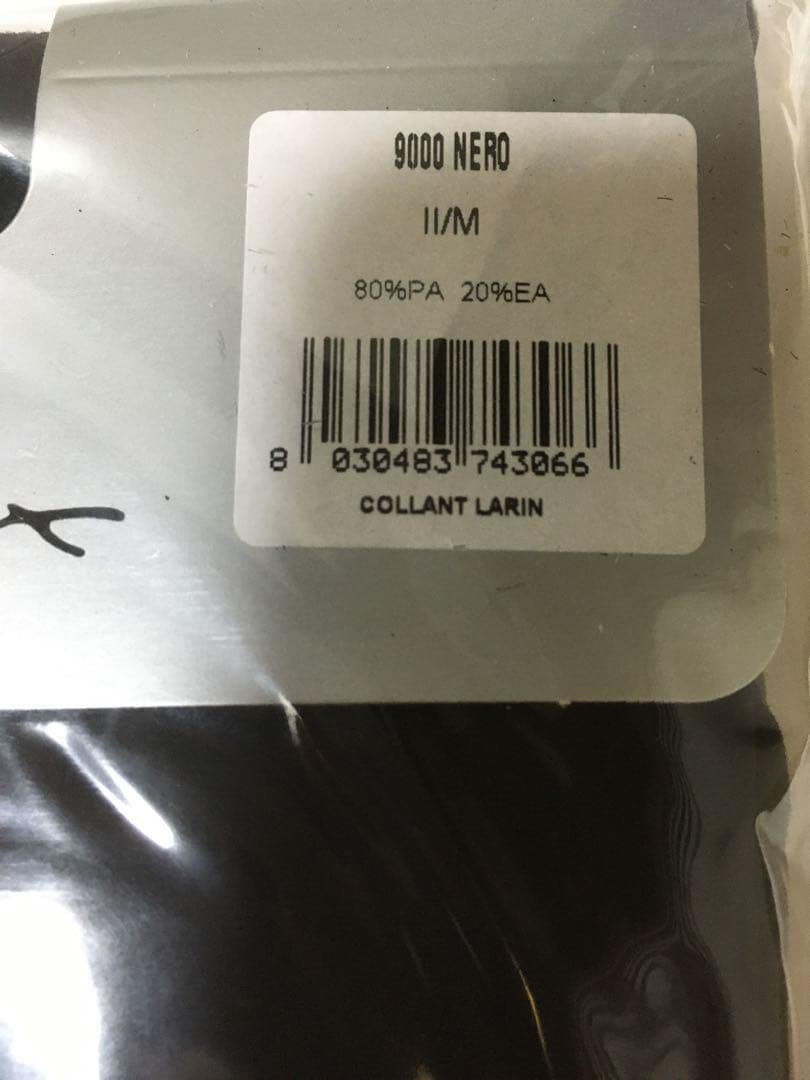 9000 NERO
II/M
80%PA 20%EA
8 030483 743066
COLLANT LARIN